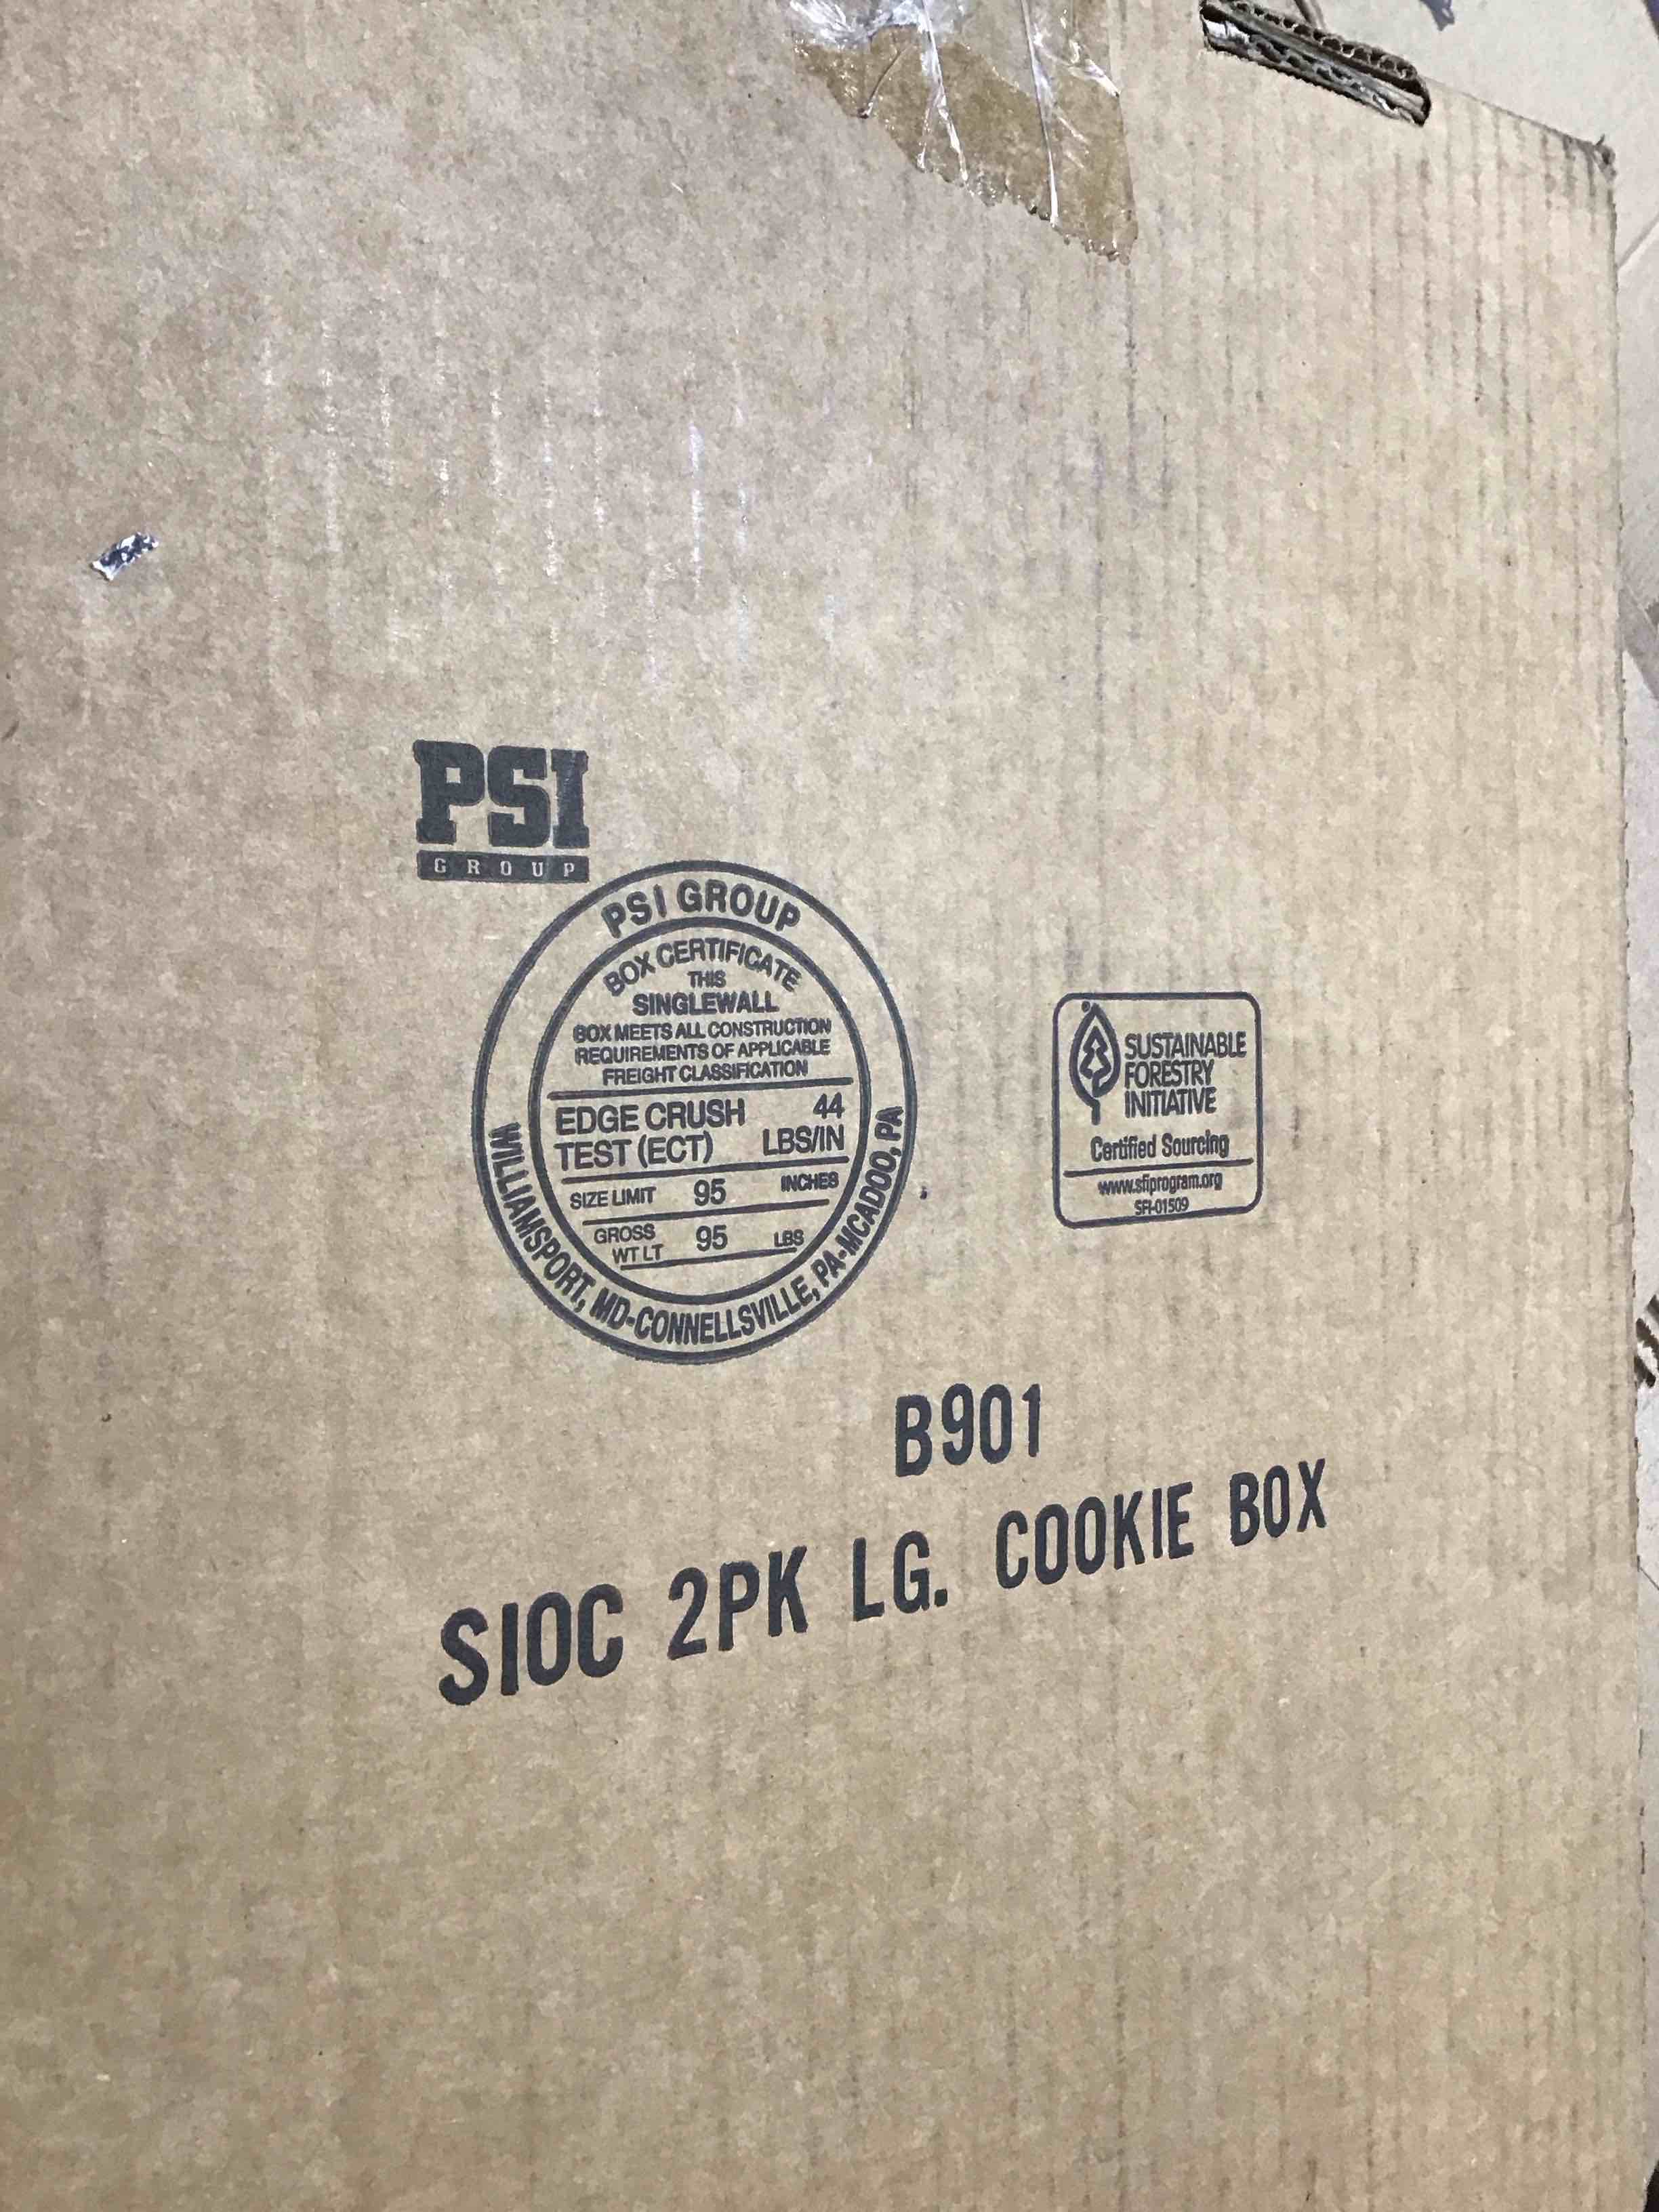 PSI
GROUP
PSI GROUP
BOX CERTIFICATE
THIS
SINGLEWALL
BOX MEETS ALL CONSTRUCTION
REQUIREMENTS OF APPLICABLE
FREIGHT CLASSIFICATION
EDGE CRUSH 44
TEST (ECT) LBS/IN
SIZE LIMIT 95 INCHES
GROSS
WT LT 95 LBS
WILLIAMSPORT, MD-CONNELLSVILLE, PA-MCADOO, PA
SUSTAINABLE
FORESTRY
INITIATIVE
Certified Sourcing
www.sfiprogram.org
SFI-01509
B901
SIOC 2PK LG. COOKIE BOX